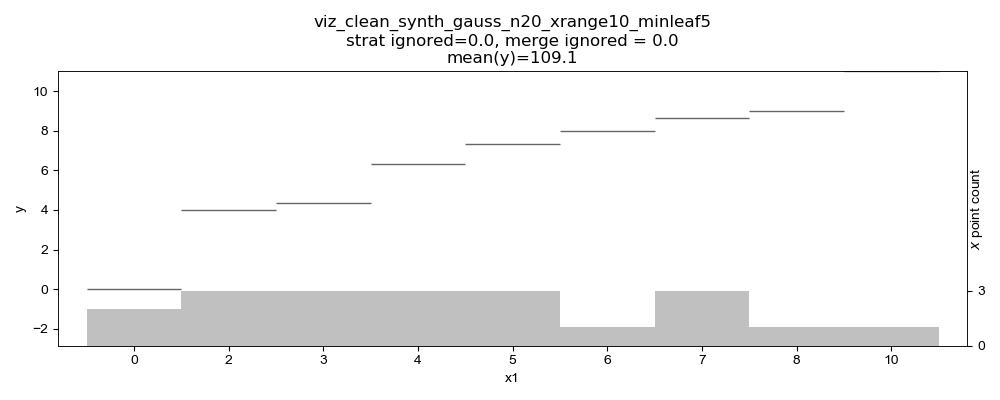 viz_clean_synth_gauss_n20_xrange10_minleaf5
strat ignored=0.0, merge ignored = 0.0
mean(y)=109.1
10
8
6
4
2
0
−2
y
3
0
x point count
0 2 3 4 5 6 7 8 10
x1